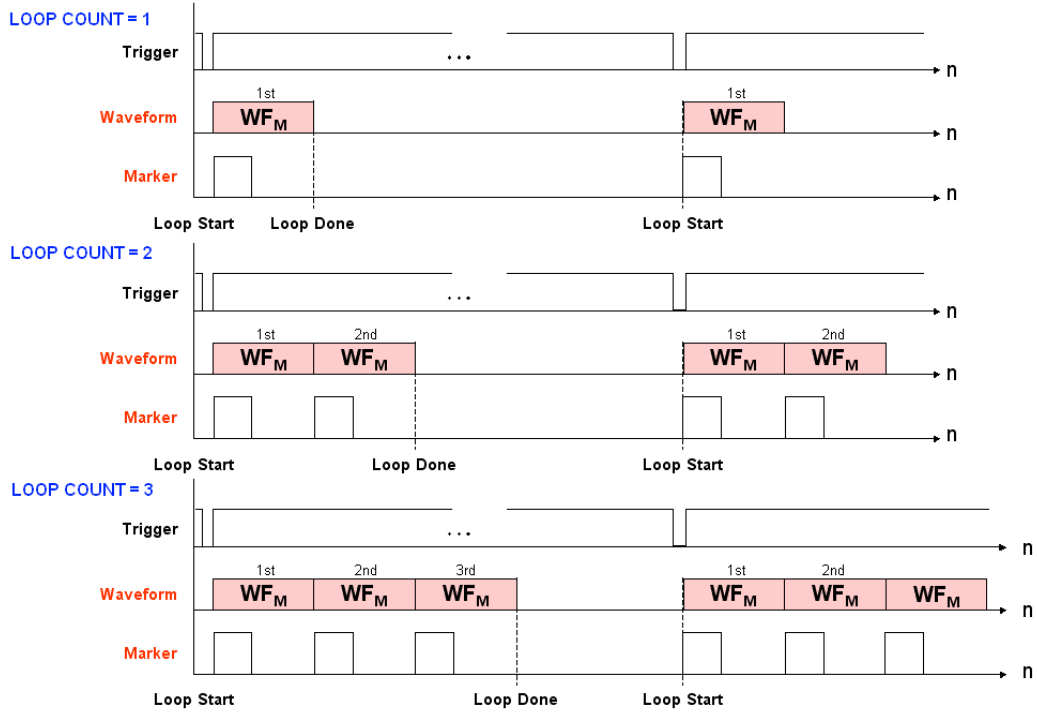 LOOP COUNT = 1
Trigger
...
n
Waveform
1st
1st
WFM
WFM
n
Marker
n
Loop Start
Loop Done
Loop Start
LOOP COUNT = 2
Trigger
...
n
Waveform
1st
2nd
1st
2nd
WFM
WFM
WFM
WFM
n
Marker
n
Loop Start
Loop Done
Loop Start
LOOP COUNT = 3
Trigger
...
n
Waveform
1st
2nd
3rd
1st
2nd
WFM
WFM
WFM
WFM
WFM
WFM
n
Marker
n
Loop Start
Loop Done
Loop Start